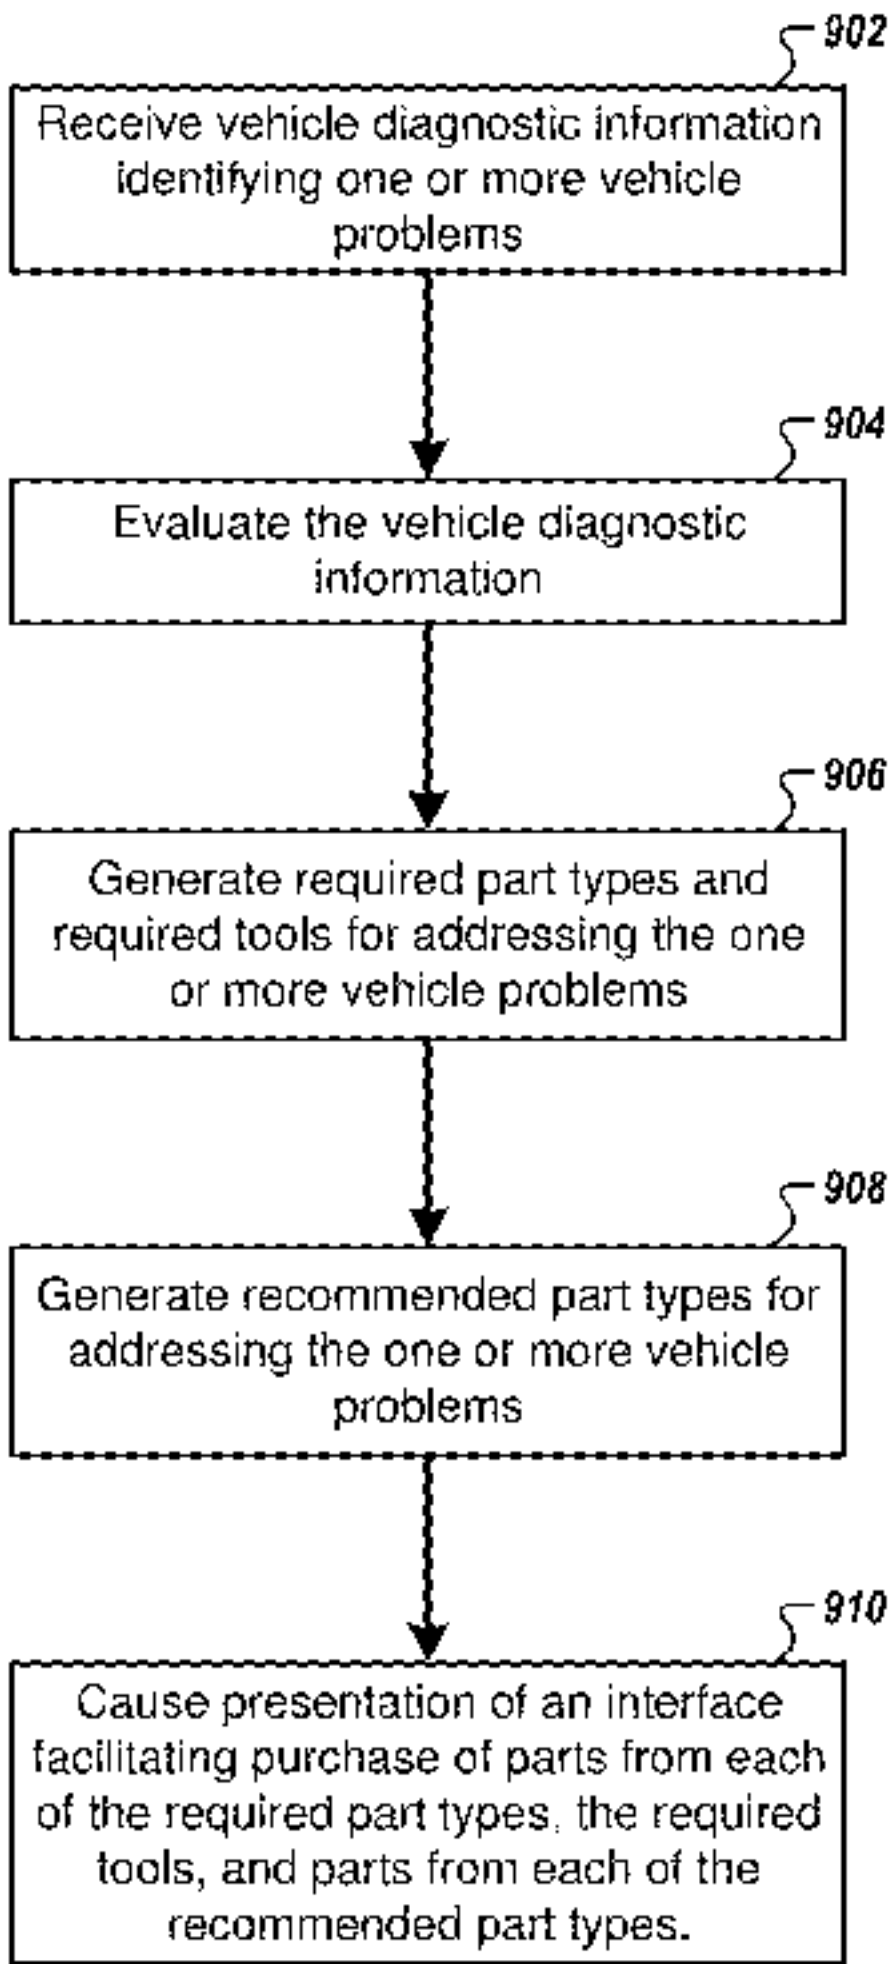 902
Receive vehicle diagnostic information
identifying one or more vehicle
problems
904
Evaluate the vehicle diagnostic
information
906
Generate required part types and
required tools for addressing the one
or more vehicle problems
908
Generate recommended part types for
addressing the one or more vehicle
problems
910
Cause presentation of an interface
facilitating purchase of parts from each
of the required part types, the required
tools, and parts from each of the
recommended part types.